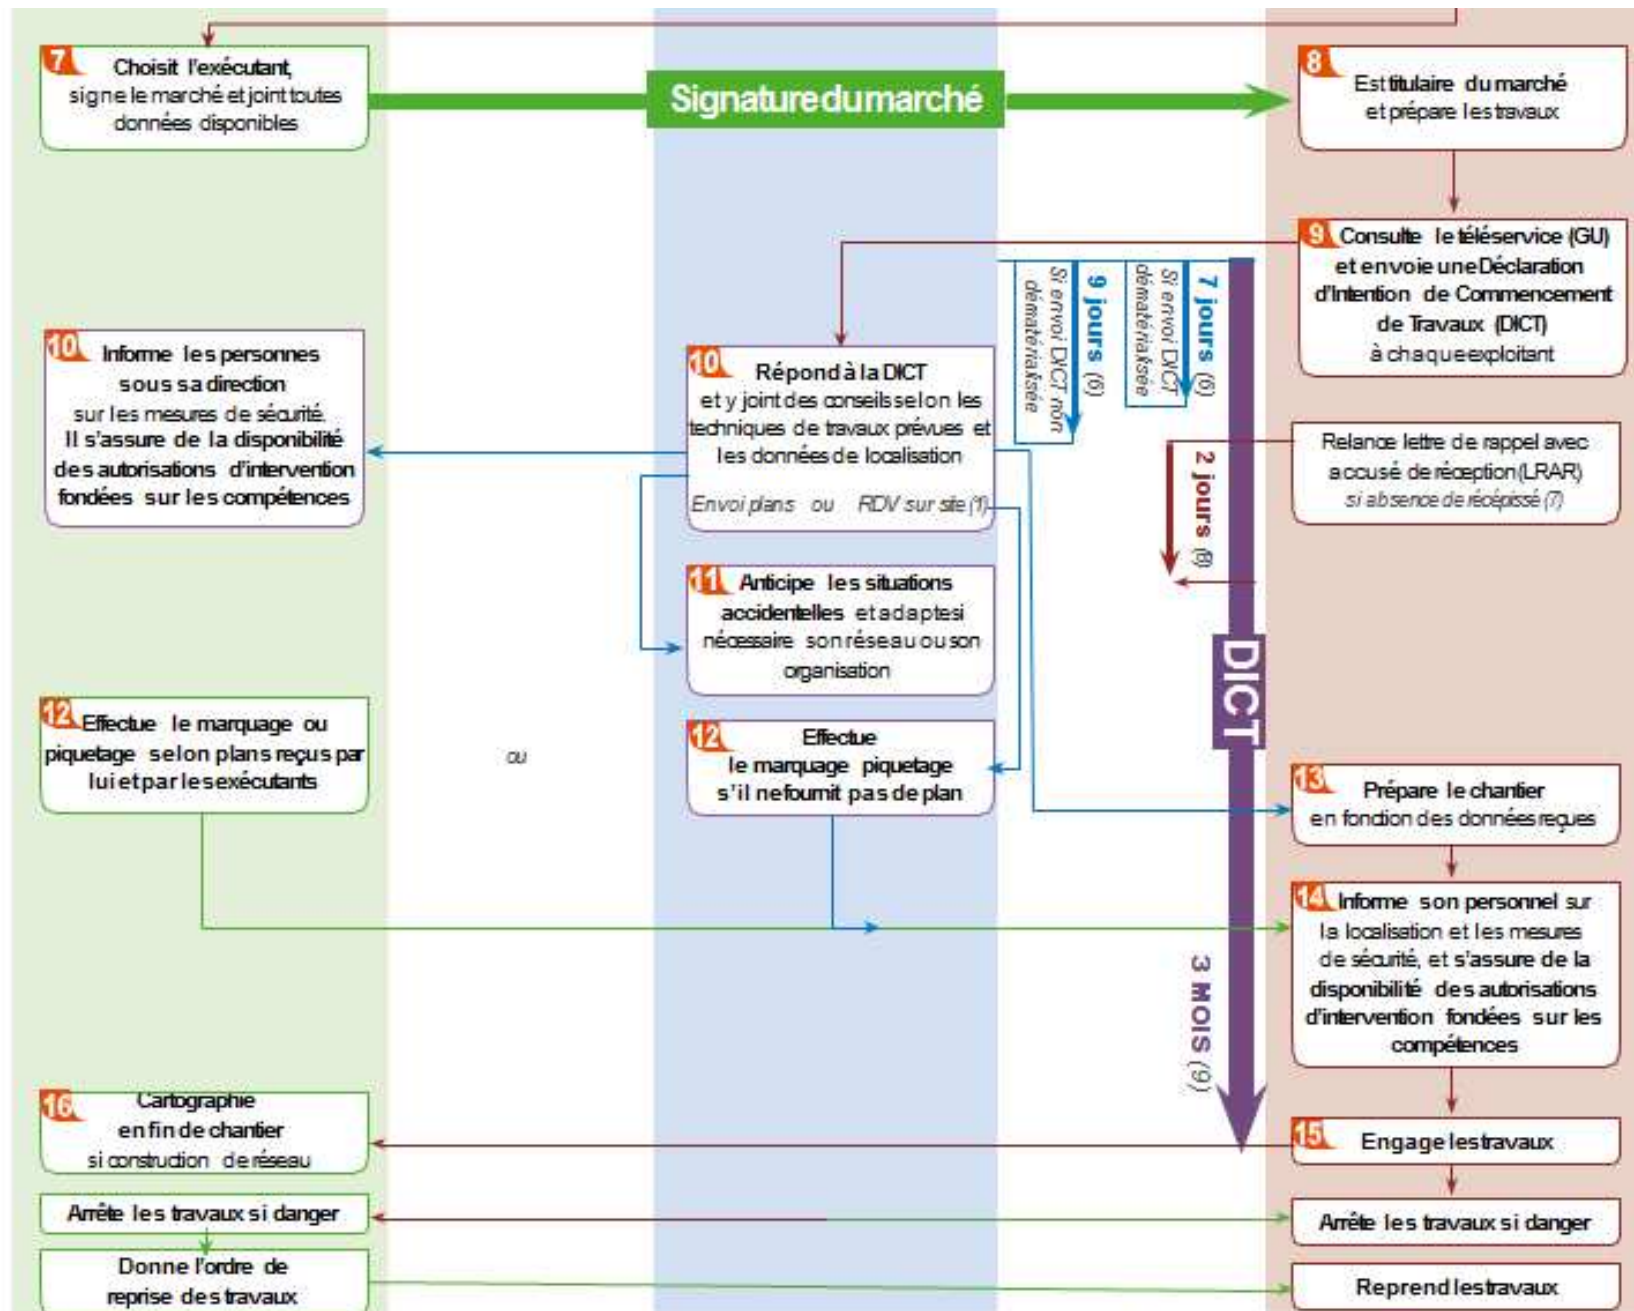 7
Choisit l'exécutant,
signe le marché et joint toutes
données disponibles
Signature du marché
8
Est titulaire du marché
et prépare les travaux
9 Consulte le téléservice (GU)
et envoie une Déclaration
d'Intention de Commencement
de Travaux (DICT)
à chaque exploitant
7 jours (6)
Si envoi DICT
dématérialisée
9 jours (6)
Si envoi DICT non
dématérialisée
10 Informe les personnes
sous sa direction
sur les mesures de sécurité.
Il s'assure de la disponibilité
des autorisations d'intervention
fondées sur les compétences
10
Répond à la DICT
et y joint des conseils selon les
techniques de travaux prévues et
les données de localisation
Envoi plans ou RDV sur site (1)
Relance lettre de rappel avec
accusé de réception (LRAR)
si absence de récépissé (7)
2 jours (8)
11 Anticipe les situations
accidentelles et adapte si
nécessaire son réseau ou son
organisation
DICT
12 Effectue le marquage ou
piquetage selon plans reçus par
lui et par les exécutants
ou
12 Effectue
le marquage piquetage
s'il ne fournit pas de plan
13
Prépare le chantier
en fonction des données reçues
14 Informe son personnel sur
la localisation et les mesures
de sécurité, et s'assure de la
disponibilité des autorisations
d'intervention fondées sur les
compétences
3 MOIS (9)
16 Cartographie
en fin de chantier
si construction de réseau
15 Engage les travaux
Arrête les travaux si danger
Arrête les travaux si danger
Donne l'ordre de
reprise des travaux
Reprend les travaux